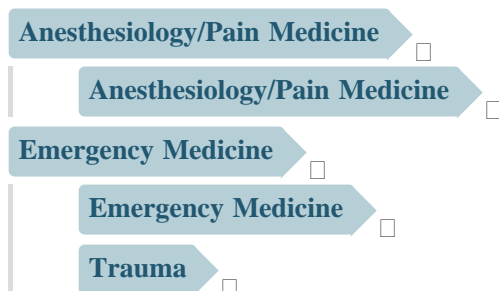 Anesthesiology/Pain Medicine
Anesthesiology/Pain Medicine
Emergency Medicine
Emergency Medicine
Trauma